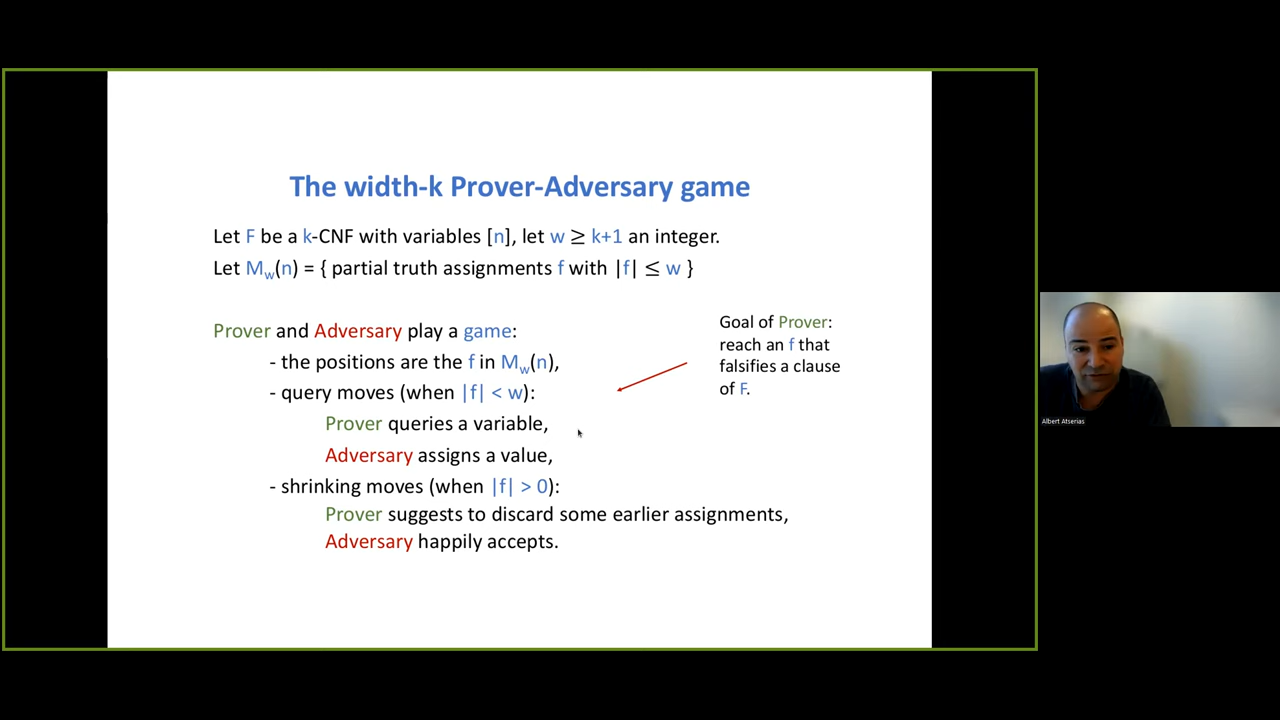 The width-k Prover-Adversary game
Let F be a k-CNF with variables [n], let w ≥ k+1 an integer.
Let Mw(n) = { partial truth assignments f with |f| ≤ w }
Prover and Adversary play a game:
- the positions are the f in Mw(n),
- query moves (when |f| < w):
Prover queries a variable,
Adversary assigns a value,
- shrinking moves (when |f| > 0):
Prover suggests to discard some earlier assignments,
Adversary happily accepts.
Goal of Prover:
reach an f that
falsifies a clause
of F.
Albert Atserias